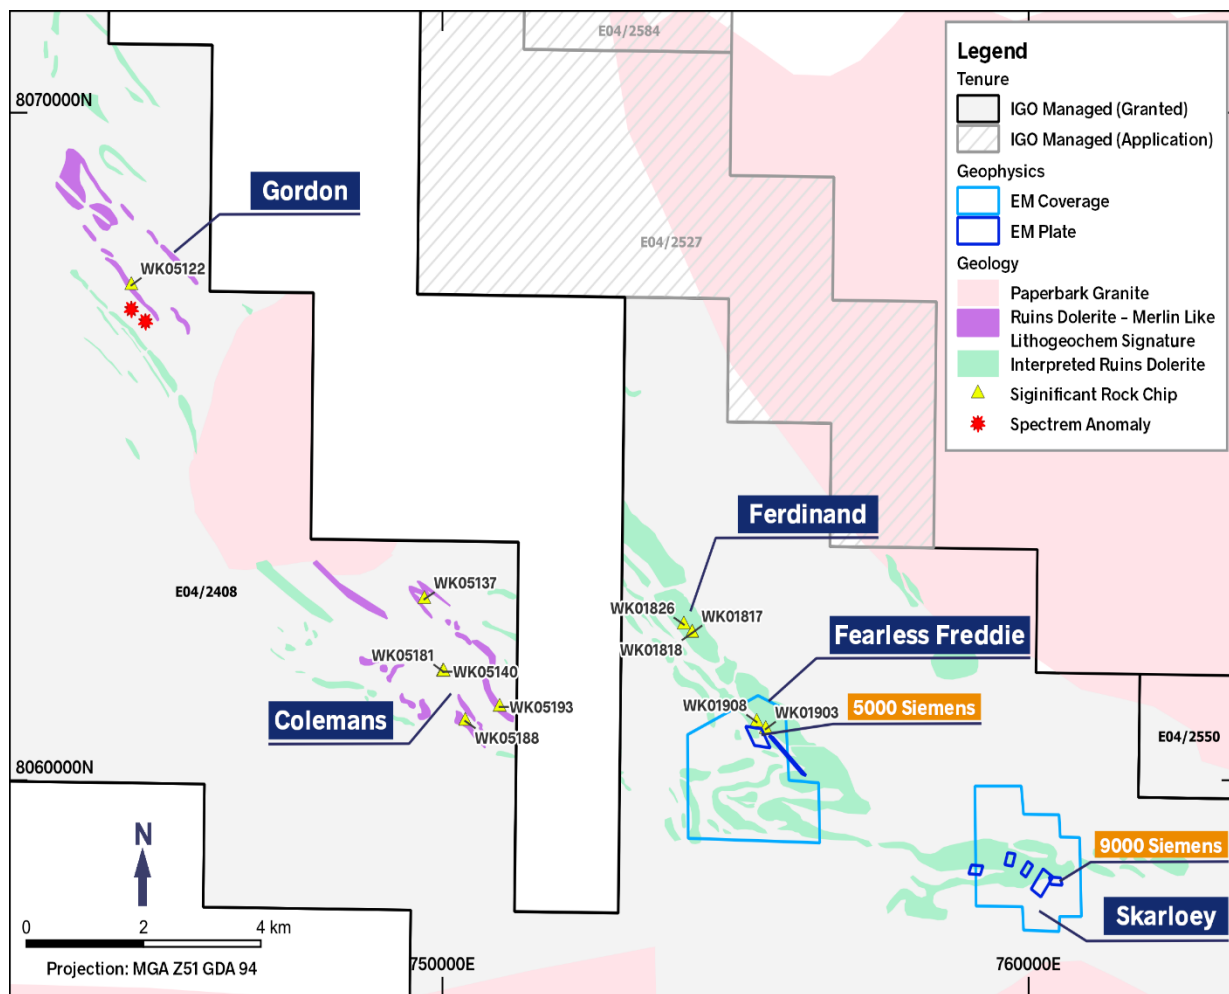 E04/2584
Legend
Tenure
IGO Managed (Granted)
IGO Managed (Application)
Geophysics
EM Coverage
EM Plate
Geology
Paperbark Granite
Ruins Dolerite – Merlin Like
Lithogeochem Signature
Interpreted Ruins Dolerite
Siginificant Rock Chip
Spectrem Anomaly
8070000N
Gordon
E04/2527
WK05122
Ferdinand
WK05137
E04/2408
WK01826
WK01817
WK01818
Fearless Freddie
WK05181
WK05140
WK05193
WK01908
WK01903
5000 Siemens
Colemans
WK05188
E04/2550
8060000N
N
9000 Siemens
Skarloey
0 2 4 km
Projection: MGA Z51 GDA 94
750000E
760000E